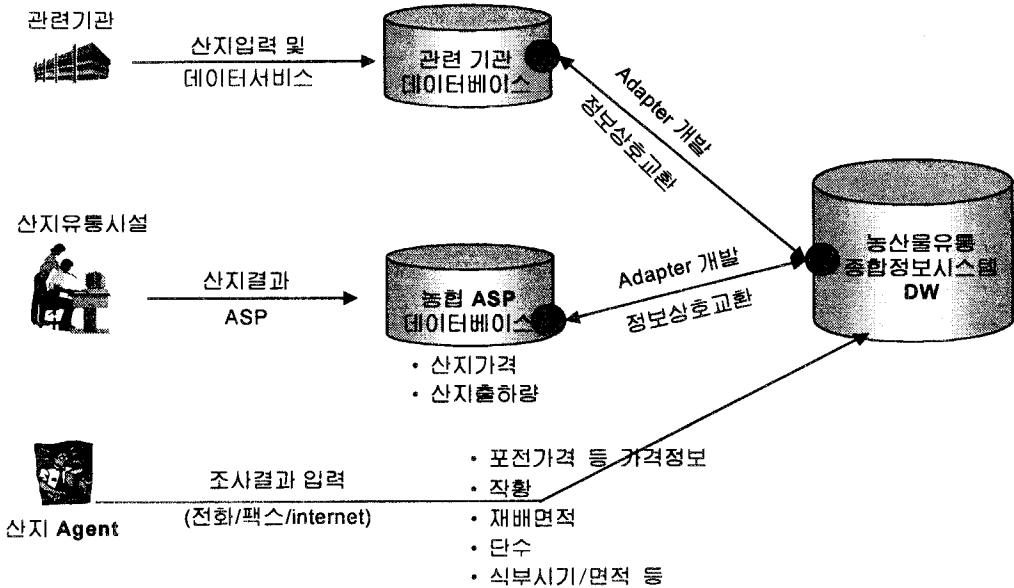 관련기관
산지입력 및
데이터서비스
관련 기관
데이터베이스
Adapter 개발
정보상호교환
산지유통시설
산지결과
ASP
농협 ASP
데이터베이스
Adapter 개발
정보상호교환
농산물유통
종합정보시스템
DW
• 산지가격
• 산지출하량
산지 Agent
조사결과 입력
(전화/팩스/internet)
• 포전가격 등 가격정보
• 작황
• 재배면적
• 단수
• 식부시기/면적 등